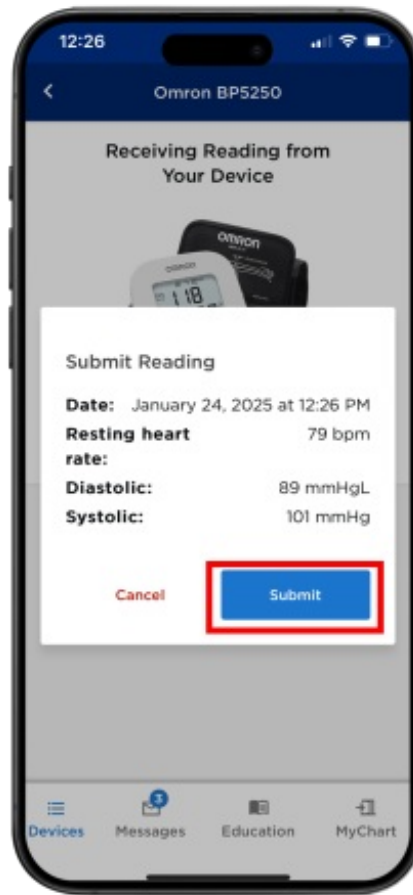 12:26
Omron BP5250
Receiving Reading from
Your Device
OMRON
OMRON
118
Submit Reading
Date: January 24, 2025 at 12:26 PM
Resting heart 79 bpm
rate:
Diastolic: 89 mmHgL
Systolic: 101 mmHg
Cancel Submit
3
Devices Messages Education MyChart